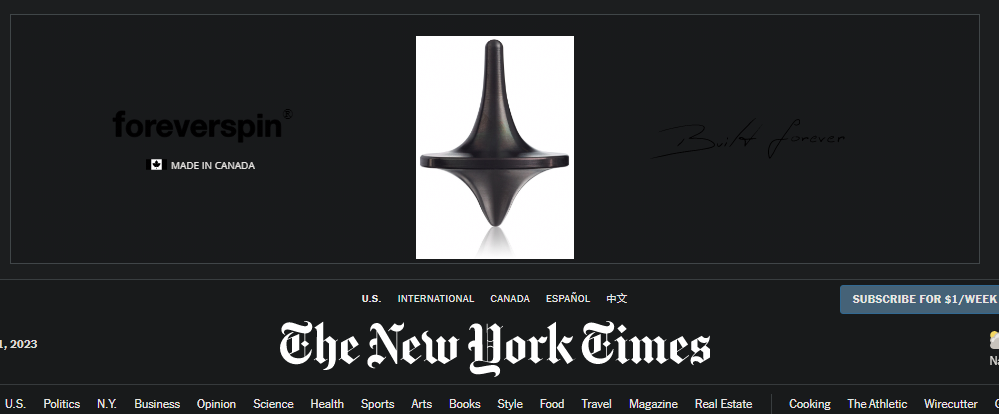 foreverspin®
MADE IN CANADA
Built forever
U.S. INTERNATIONAL CANADA ESPAÑOL 中文
SUBSCRIBE FOR $1/WEEK
1, 2023
The New York Times
U.S. Politics N.Y. Business Opinion Science Health Sports Arts Books Style Food Travel Magazine Real Estate Cooking The Athletic Wirecutter